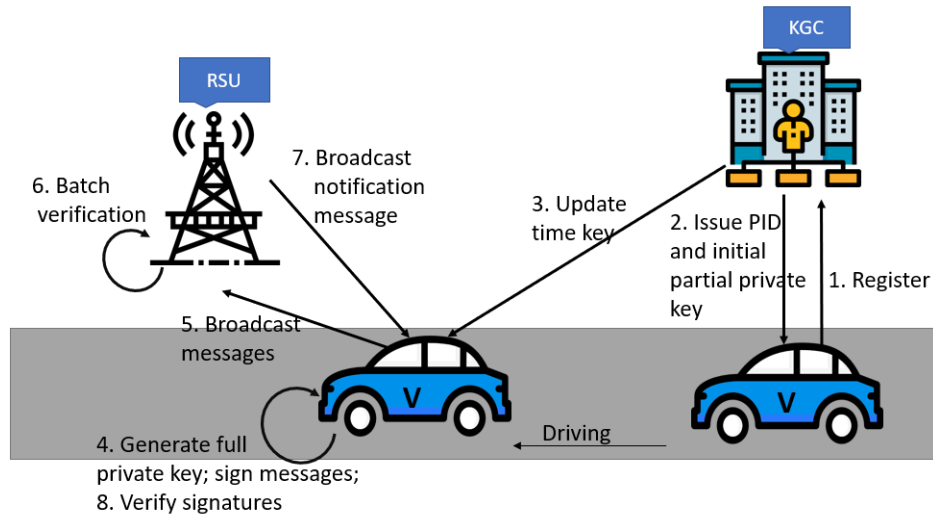 KGC
RSU
7. Broadcast
notification
message
6. Batch
verification
3. Update
time key
2. Issue PID
and initial
partial private
key
1. Register
5. Broadcast
messages
V
V
Driving
4. Generate full
private key; sign messages;
8. Verify signatures